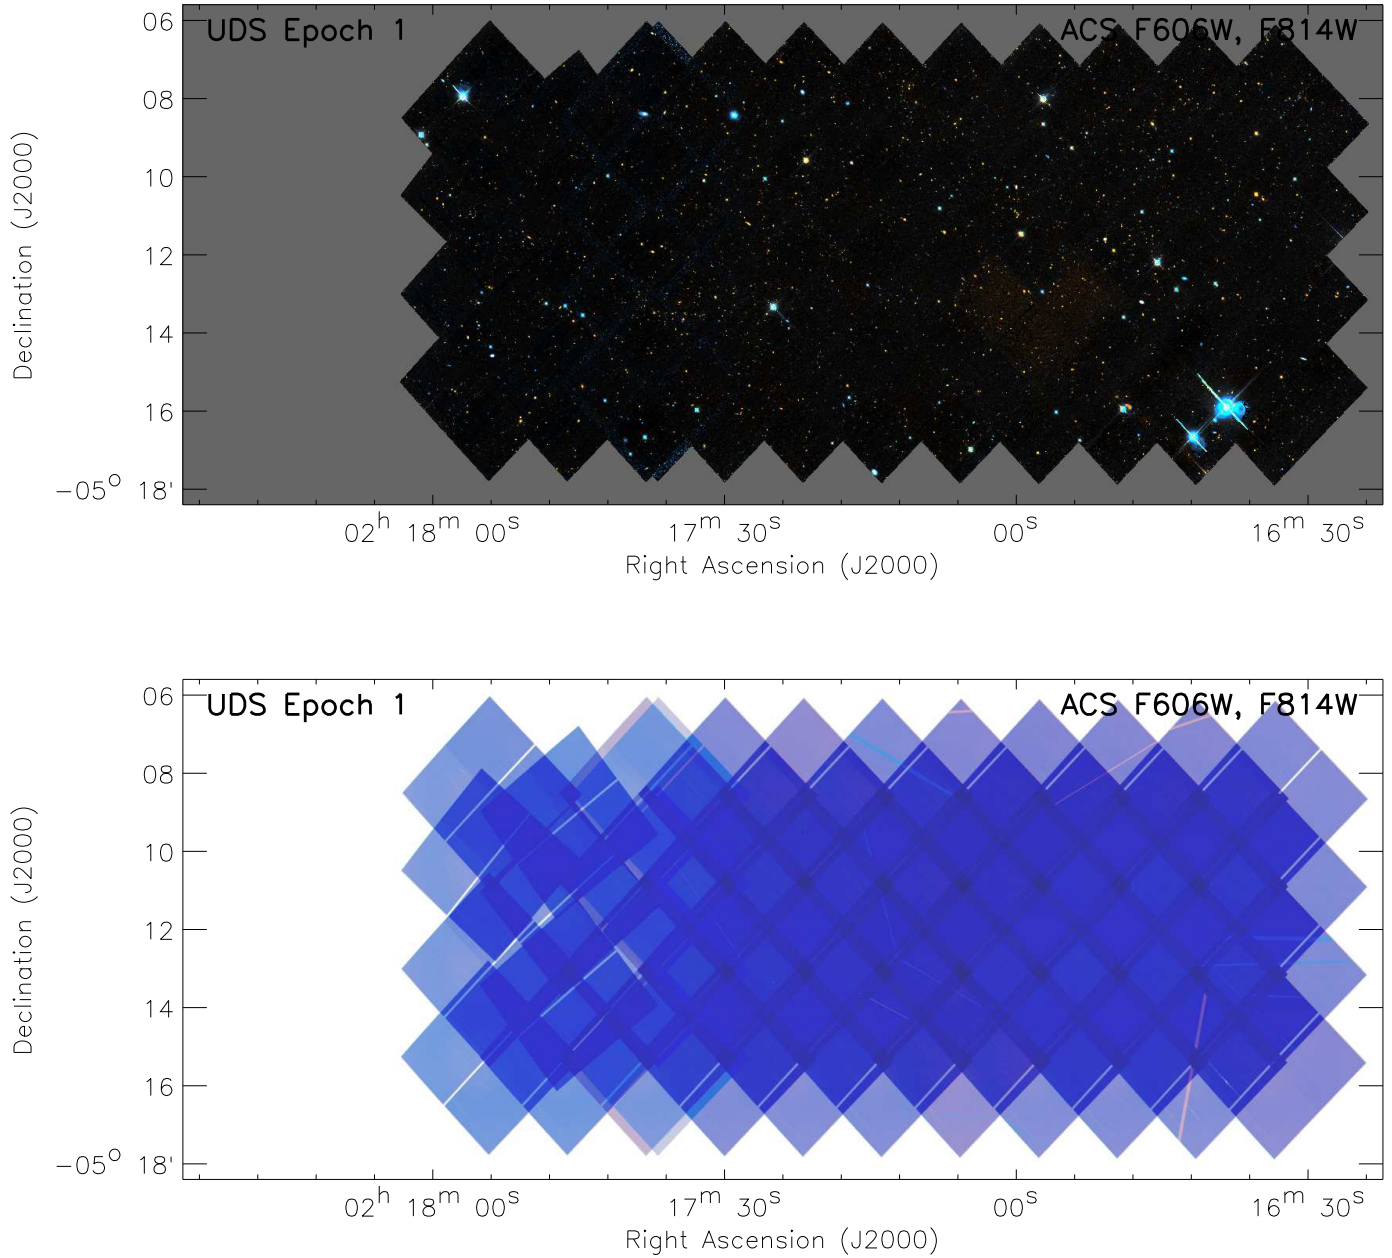 UDS Epoch 1 ACS F606W, F814W
06
08
10
12
14
16
-05° 18'
Declination (J2000)
02h 18m 00s 17m 30s 00s 16m 30s
Right Ascension (J2000)
UDS Epoch 1 ACS F606W, F814W
06
08
10
12
14
16
-05° 18'
Declination (J2000)
02h 18m 00s 17m 30s 00s 16m 30s
Right Ascension (J2000)